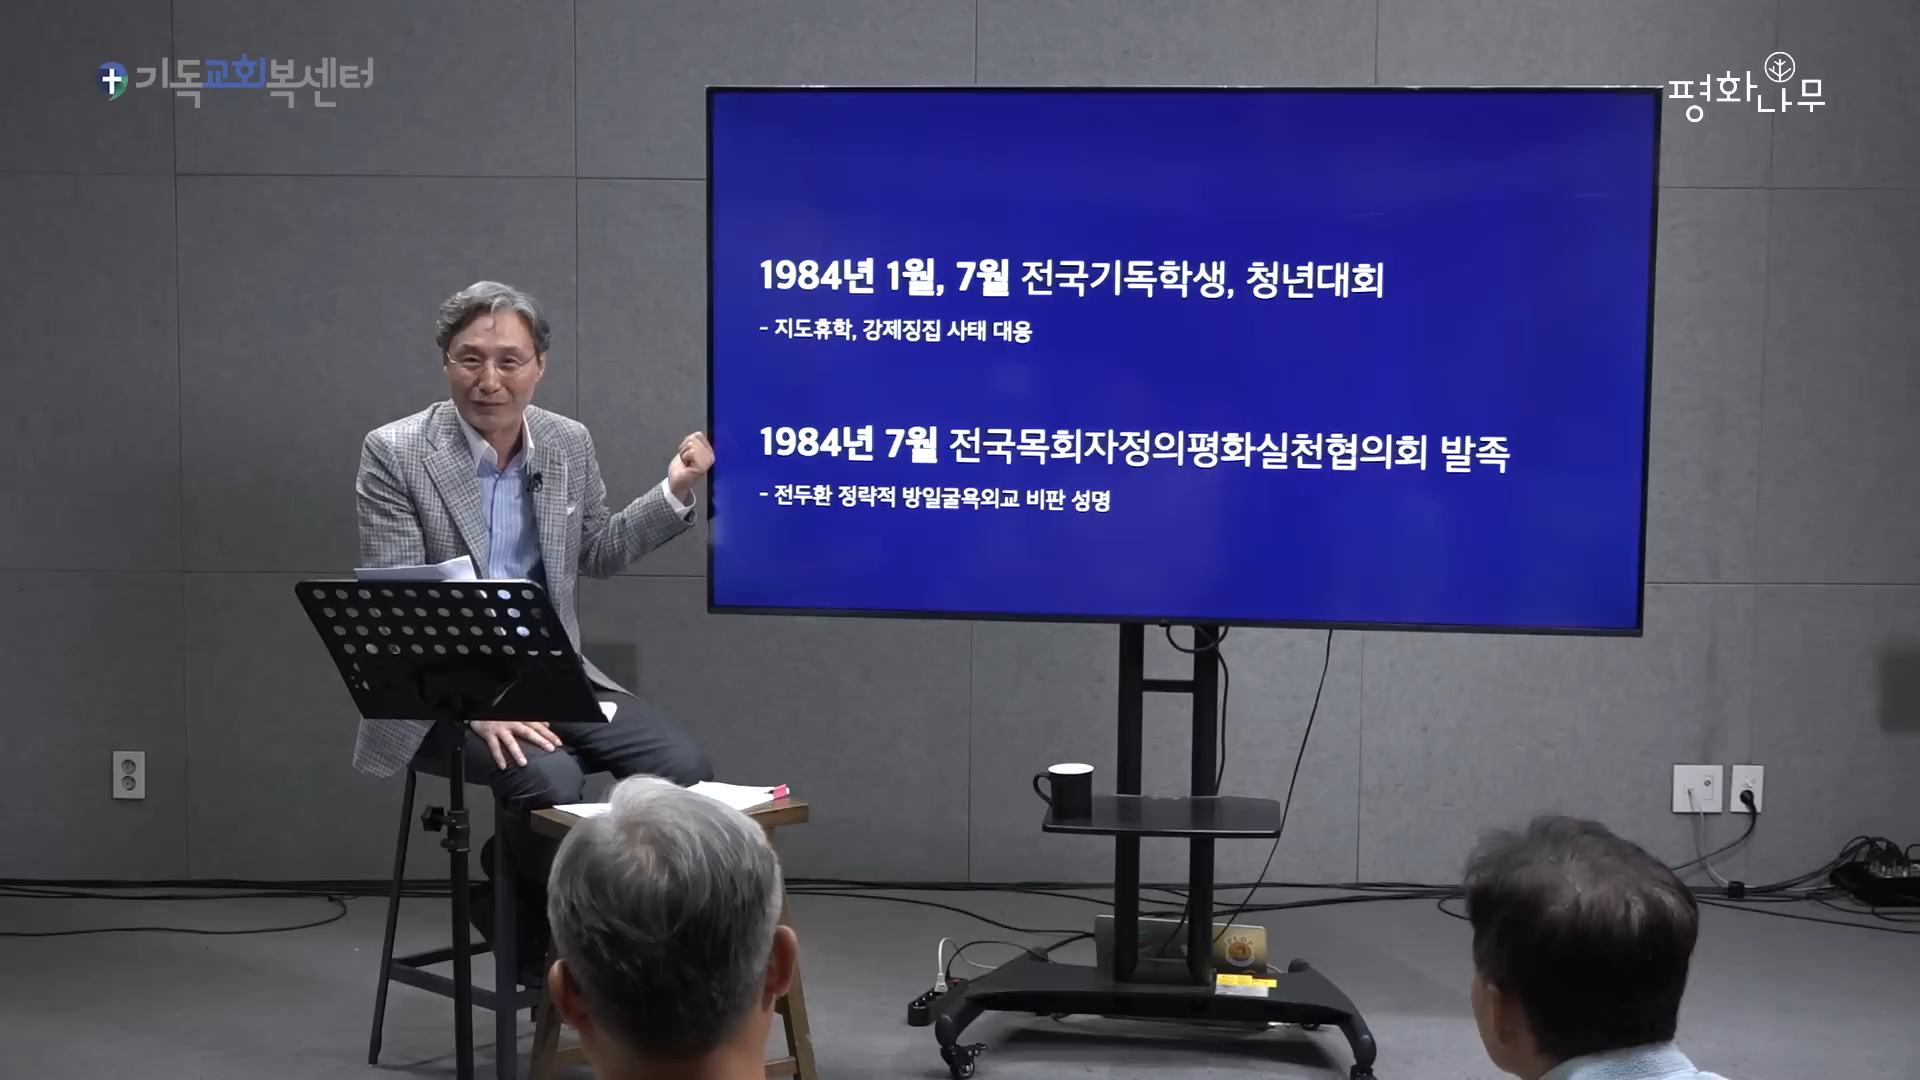 기독교회복센터
평화나무
1984년 1월, 7월 전국기독학생, 청년대회
- 지도휴학, 강제징집 사태 대응
1984년 7월 전국목회자정의평화실천협의회 발족
- 전두환 정략적 방일굴욕외교 비판 성명